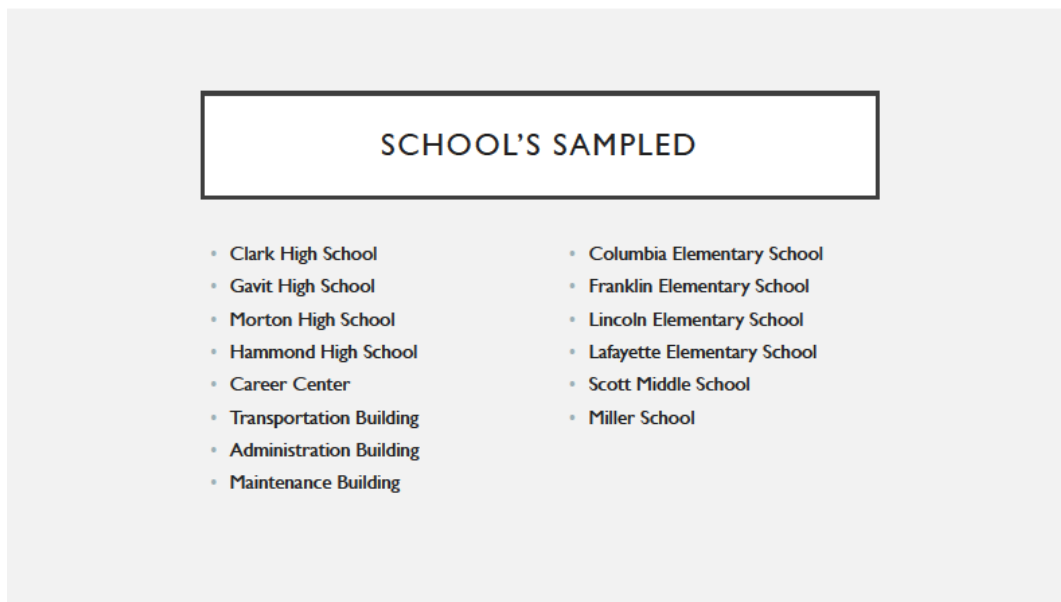 SCHOOL’S SAMPLED
Clark High School
Gavit High School
Morton High School
Hammond High School
Career Center
Transportation Building
Administration Building
Maintenance Building
Columbia Elementary School
Franklin Elementary School
Lincoln Elementary School
Lafayette Elementary School
Scott Middle School
Miller School